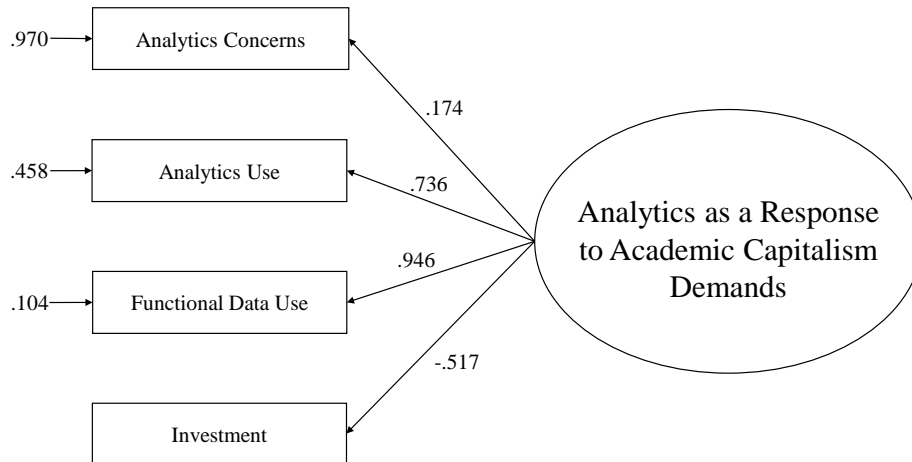 .970
Analytics Concerns
.174
.458
Analytics Use
.736
Analytics as a Response
to Academic Capitalism
Demands
.946
.104
Functional Data Use
-.517
Investment